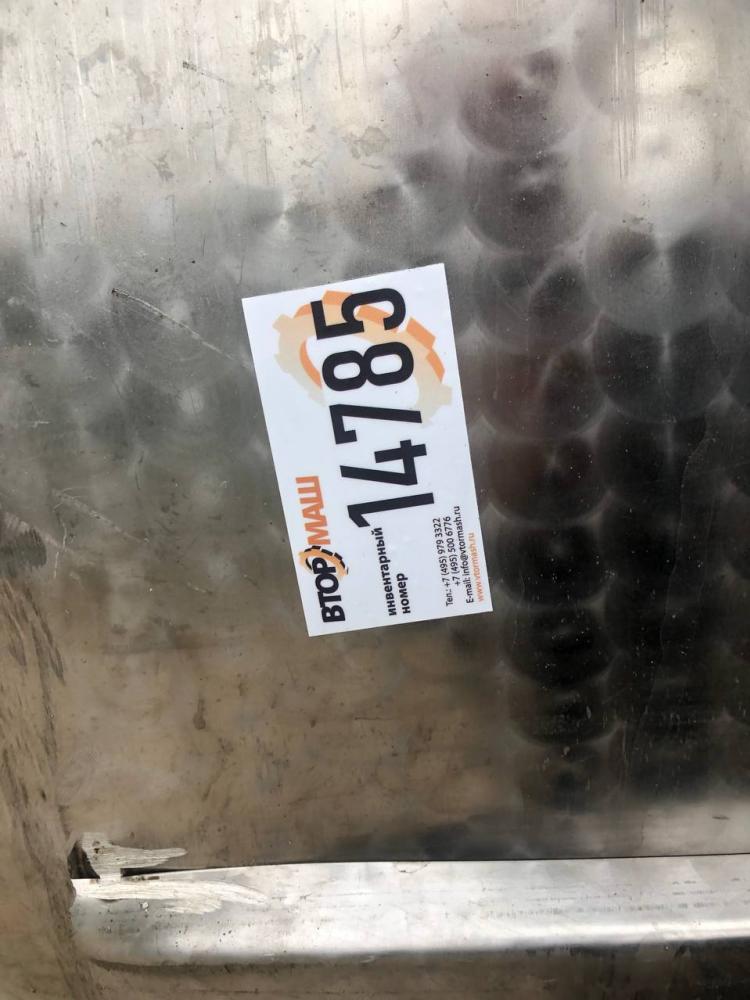 ВТОРМАШ
инвентарный
номер
14785
Тел.: +7 (495) 979 3322
+7 (495) 500 6776
E-mail: info@vtormash.ru
www.vtormash.ru